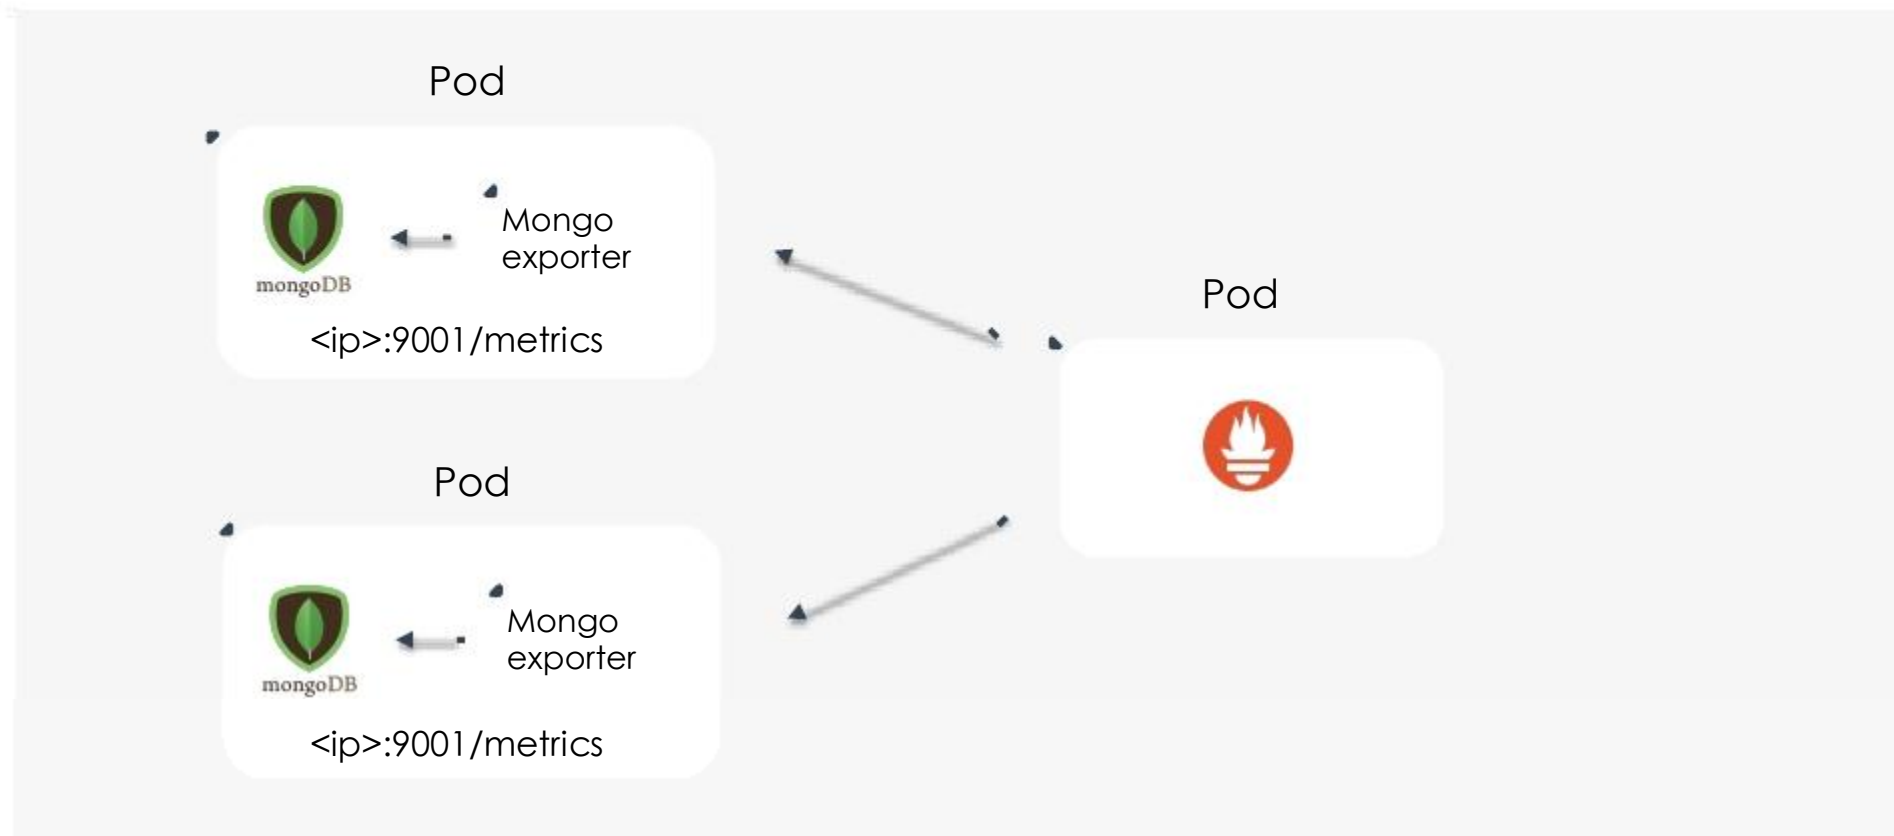 Pod
Mongo
exporter
mongoDB
<ip>:9001/metrics
Pod
Pod
Mongo
exporter
mongoDB
<ip>:9001/metrics